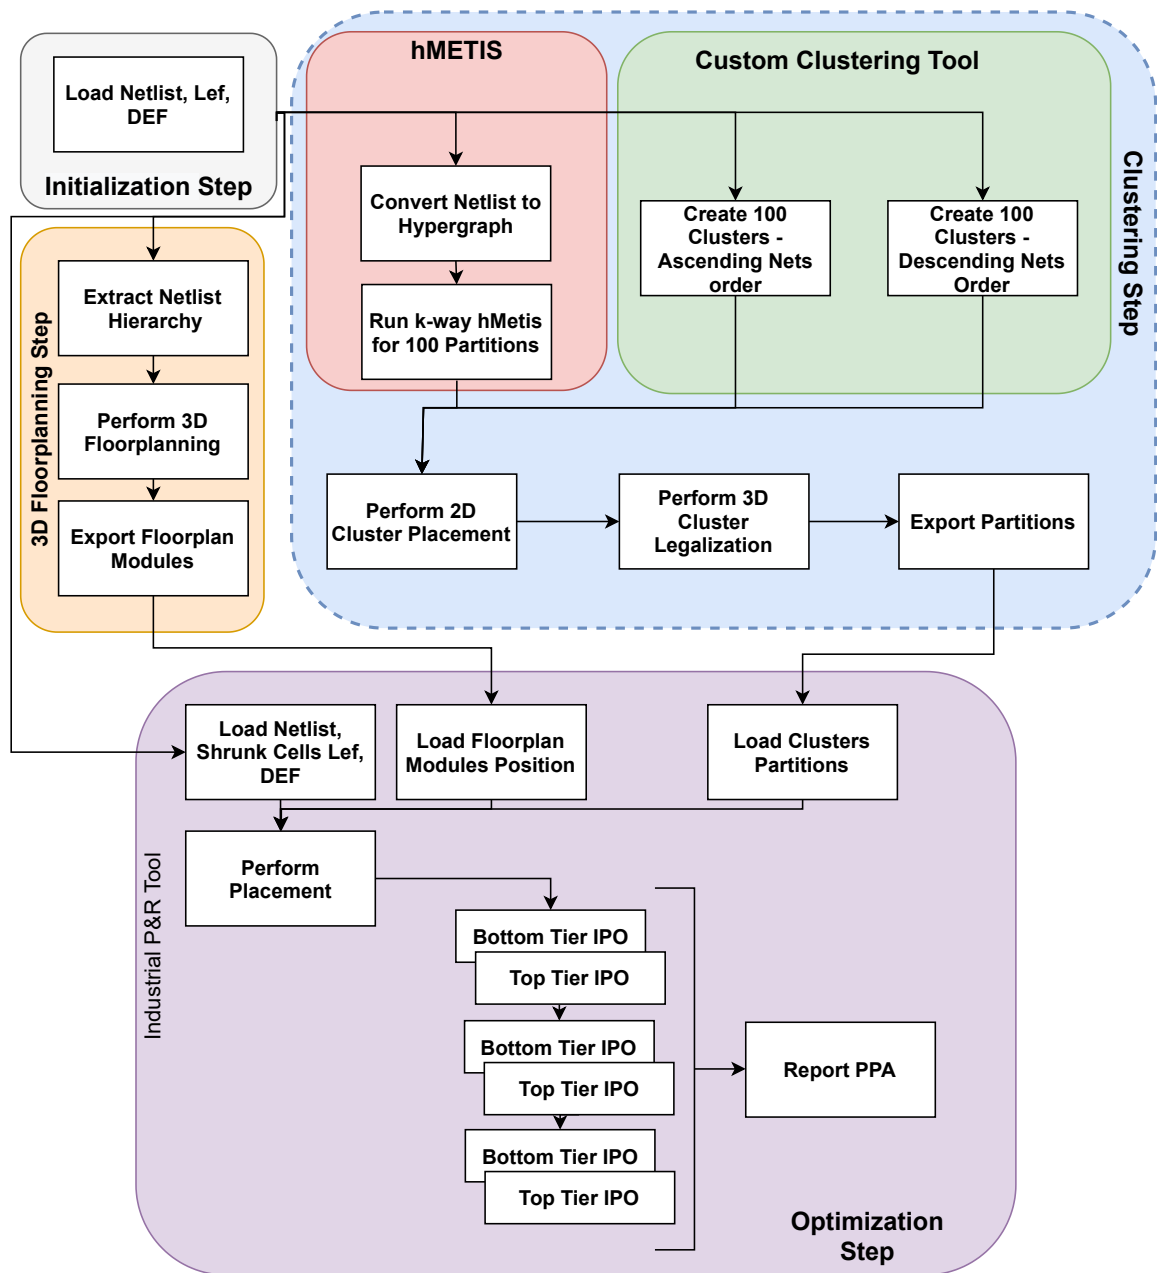 Load Netlist, Lef,
DEF
Initialization Step
hMETIS
Convert Netlist to
Hypergraph
Run k-way hMetis
for 100 Partitions
Custom Clustering Tool
Create 100
Clusters -
Ascending Nets
order
Create 100
Clusters -
Descending Nets
Order
Clustering Step
Perform 2D
Cluster Placement
Perform 3D
Cluster
Legalization
Export Partitions
3D Floorplanning Step
Extract Netlist
Hierarchy
Perform 3D
Floorplanning
Export Floorplan
Modules
Industrial P&R Tool
Load Netlist,
Shrunk Cells Lef,
DEF
Load Floorplan
Modules Position
Load Clusters
Partitions
Perform
Placement
Bottom Tier IPO
Top Tier IPO
Bottom Tier IPO
Top Tier IPO
Bottom Tier IPO
Top Tier IPO
Report PPA
Optimization
Step